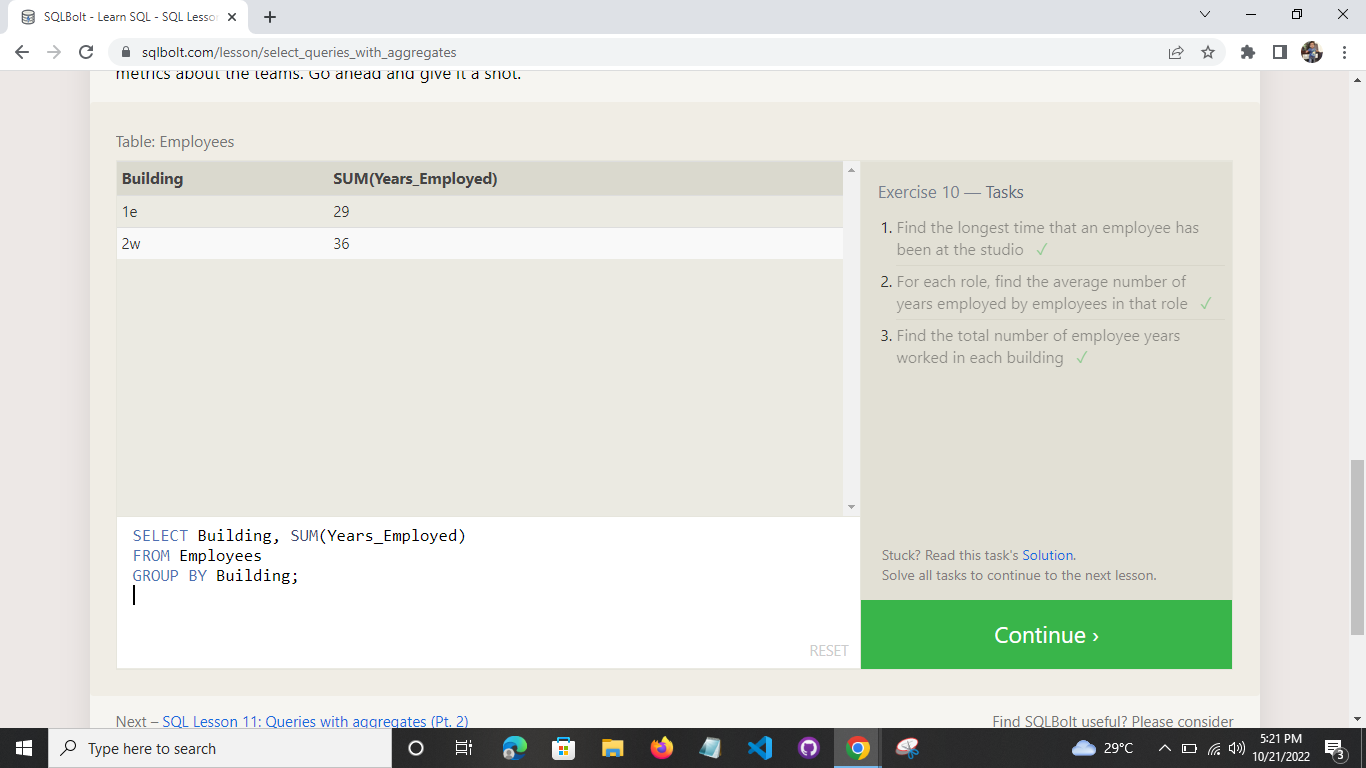 SQLBolt - Learn SQL - SQL Lesson
sqlbolt.com/lesson/select_queries_with_aggregates
metrics about the teams. Go ahead and give it a shot.
Table: Employees
Building SUM(Years_Employed)
1e 29
2w 36
Exercise 10 — Tasks
1. Find the longest time that an employee has
been at the studio ✓
2. For each role, find the average number of
years employed by employees in that role ✓
3. Find the total number of employee years
worked in each building ✓
SELECT Building, SUM(Years_Employed)
FROM Employees
GROUP BY Building;
RESET
Stuck? Read this task's Solution.
Solve all tasks to continue to the next lesson.
Continue ›
Next – SQL Lesson 11: Queries with aggregates (Pt. 2)
Find SQLBolt useful? Please consider
Type here to search
29°C
5:21 PM
10/21/2022
3